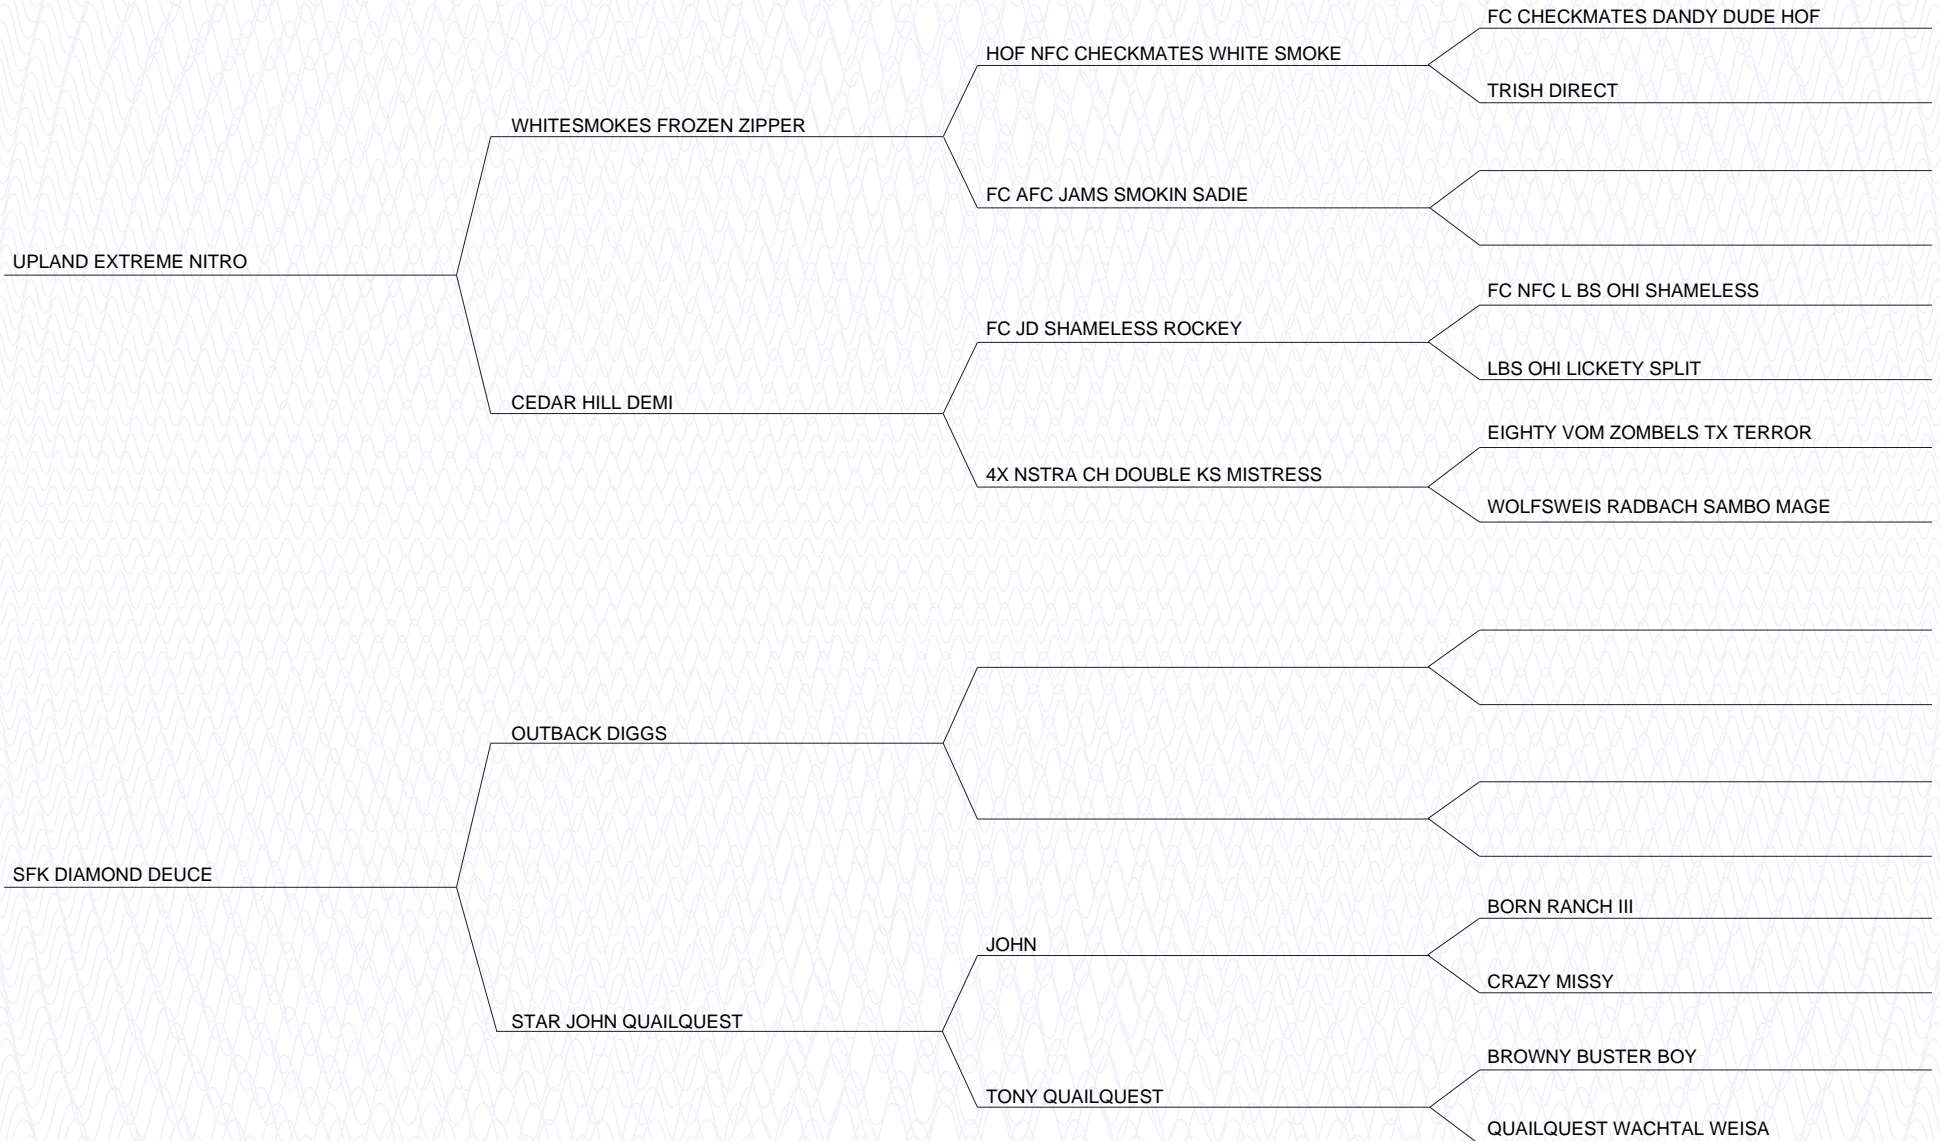 FC CHECKMATES DANDY DUDE HOF
HOF NFC CHECKMATES WHITE SMOKE
TRISH DIRECT
WHITESMOKES FROZEN ZIPPER
FC AFC JAMS SMOKIN SADIE
UPLAND EXTREME NITRO
FC NFC L BS OHI SHAMELESS
FC JD SHAMELESS ROCKEY
LBS OHI LICKETY SPLIT
CEDAR HILL DEMI
EIGHTY VOM ZOMBELS TX TERROR
4X NSTRA CH DOUBLE KS MISTRESS
WOLFSWEIS RADBACH SAMBO MAGE
OUTBACK DIGGS
SFK DIAMOND DEUCE
BORN RANCH III
JOHN
CRAZY MISSY
STAR JOHN QUAILQUEST
BROWNY BUSTER BOY
TONY QUAILQUEST
QUAILQUEST WACHTAL WEISA